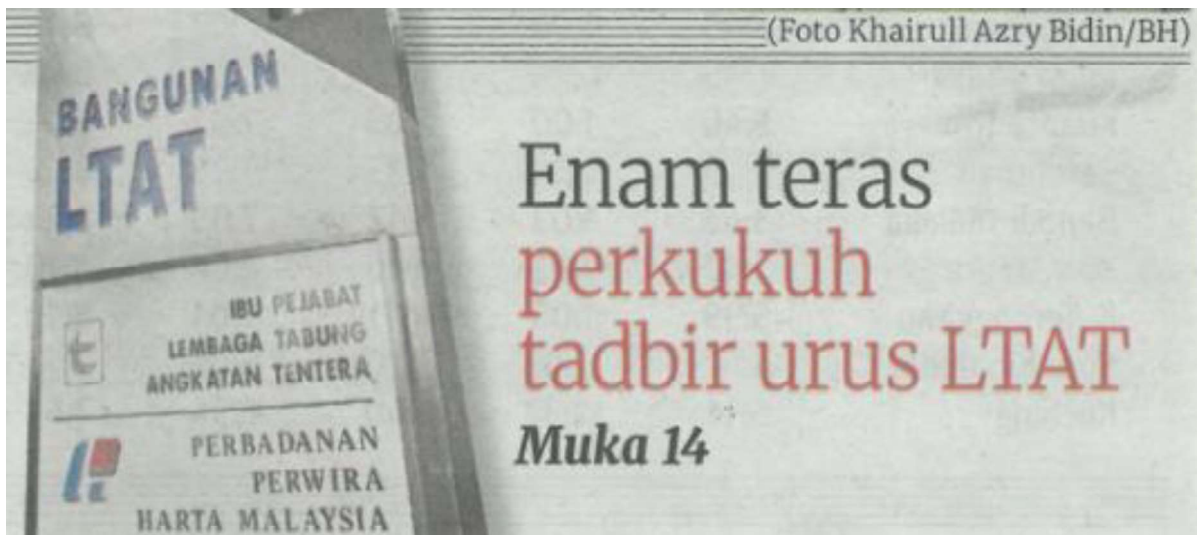 (Foto Khairull Azry Bidin/BH)
BANGUNAN
LTAT
IBU PEJABAT
LEMBAGA TABUNG
ANGKATAN TENTERA
PERBADANAN
PERWIRA
HARTA MALAYSIA
Enam teras
perkukuh
tadbir urus LTAT
Muka 14